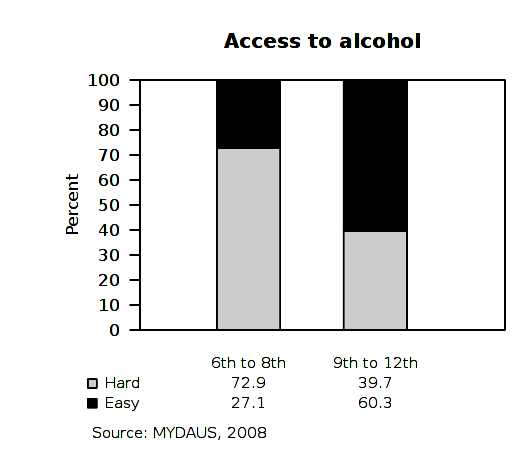 Access to alcohol
100
90
80
70
60
50
40
30
20
10
0
Percent
6th to 8th 9th to 12th
Hard 72.9 39.7
Easy 27.1 60.3
Source: MYDAUS, 2008